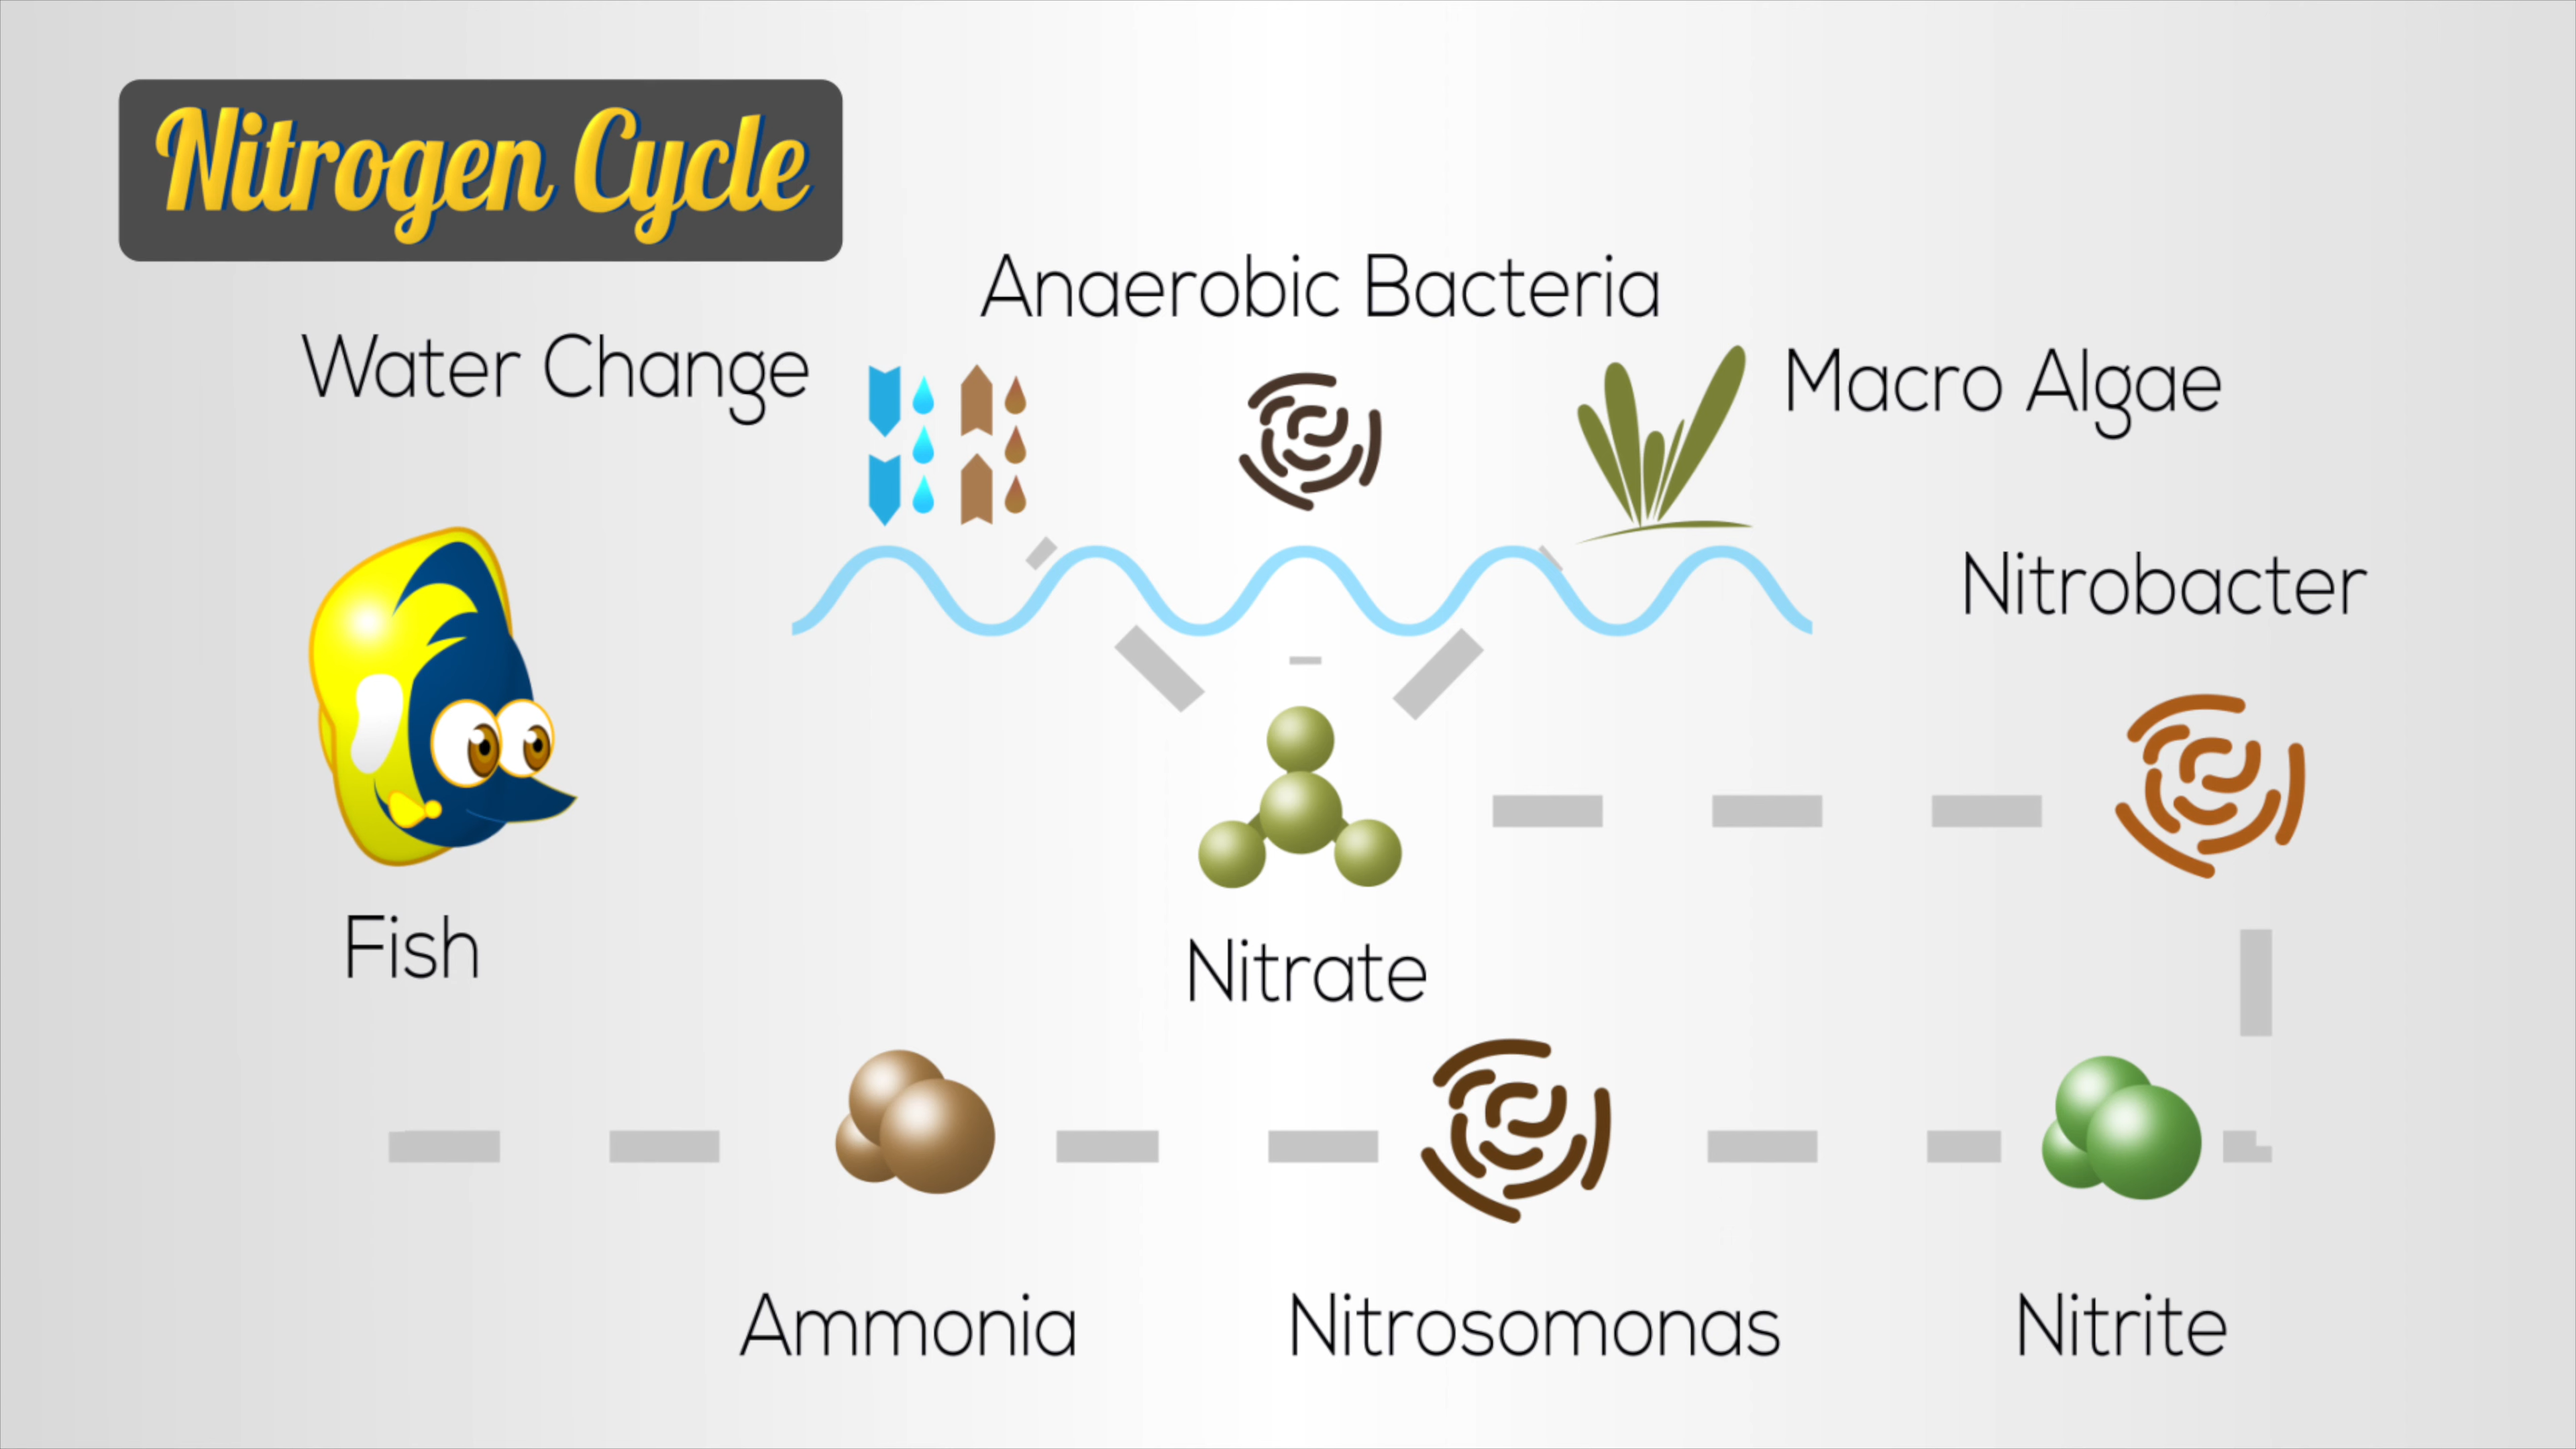 Nitrogen Cycle
Anaerobic Bacteria
Water Change
Macro Algae
Nitrobacter
Fish
Nitrate
Ammonia
Nitrosomonas
Nitrite